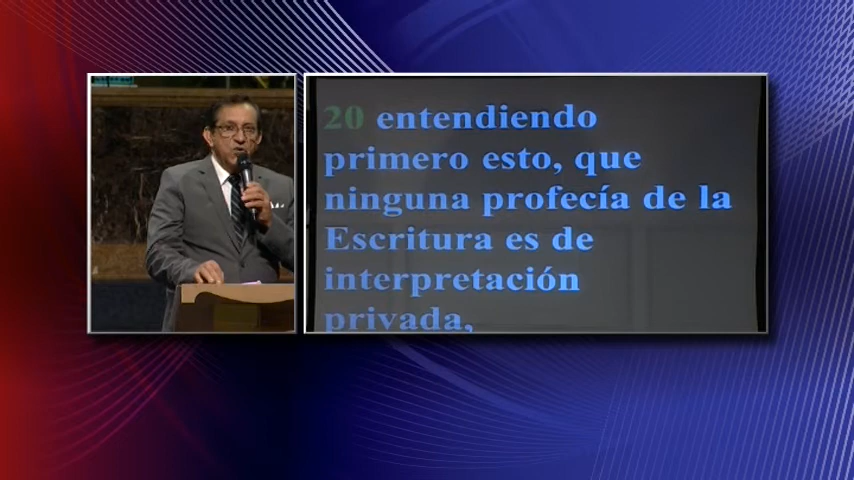 20 entendiendo
primero esto, que
ninguna profecía de la
Escritura es de
interpretación
privada,